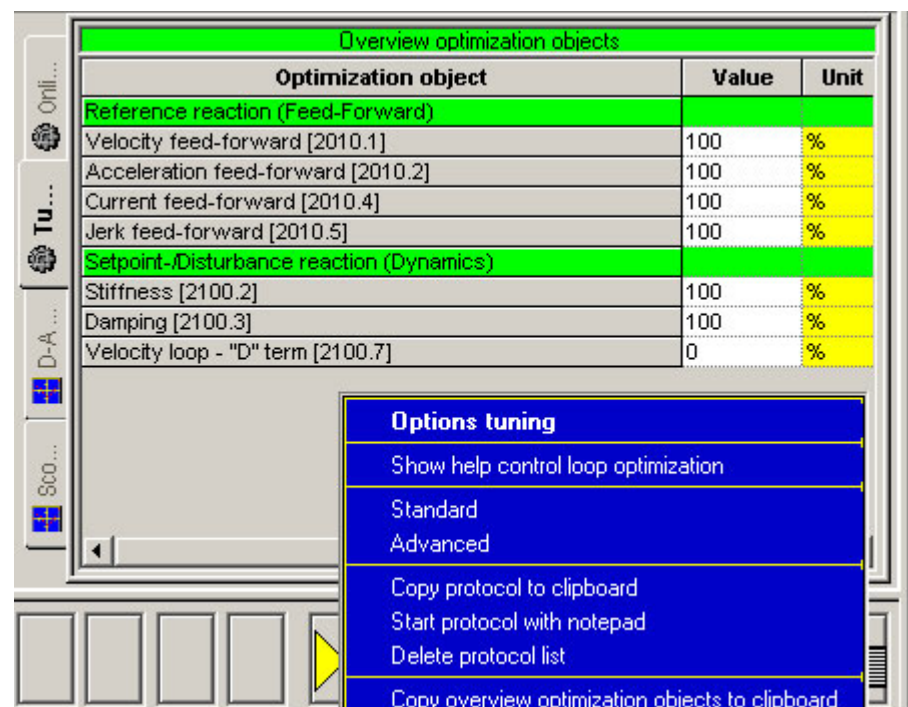 Overview optimization objects
Optimization object Value Unit
Reference reaction (Feed-Forward)
Velocity feed-forward [2010.1] 100 %
Acceleration feed-forward [2010.2] 100 %
Current feed-forward [2010.4] 100 %
Jerk feed-forward [2010.5] 100 %
Setpoint-/Disturbance reaction (Dynamics)
Stiffness [2100.2] 100 %
Damping [2100.3] 100 %
Velocity loop - "D" term [2100.7] 0 %
Onli...
Tu...
D-A ...
Sco...
Options tuning
Show help control loop optimization
Standard
Advanced
Copy protocol to clipboard
Start protocol with notepad
Delete protocol list
Copy overview optimization objects to clipboard